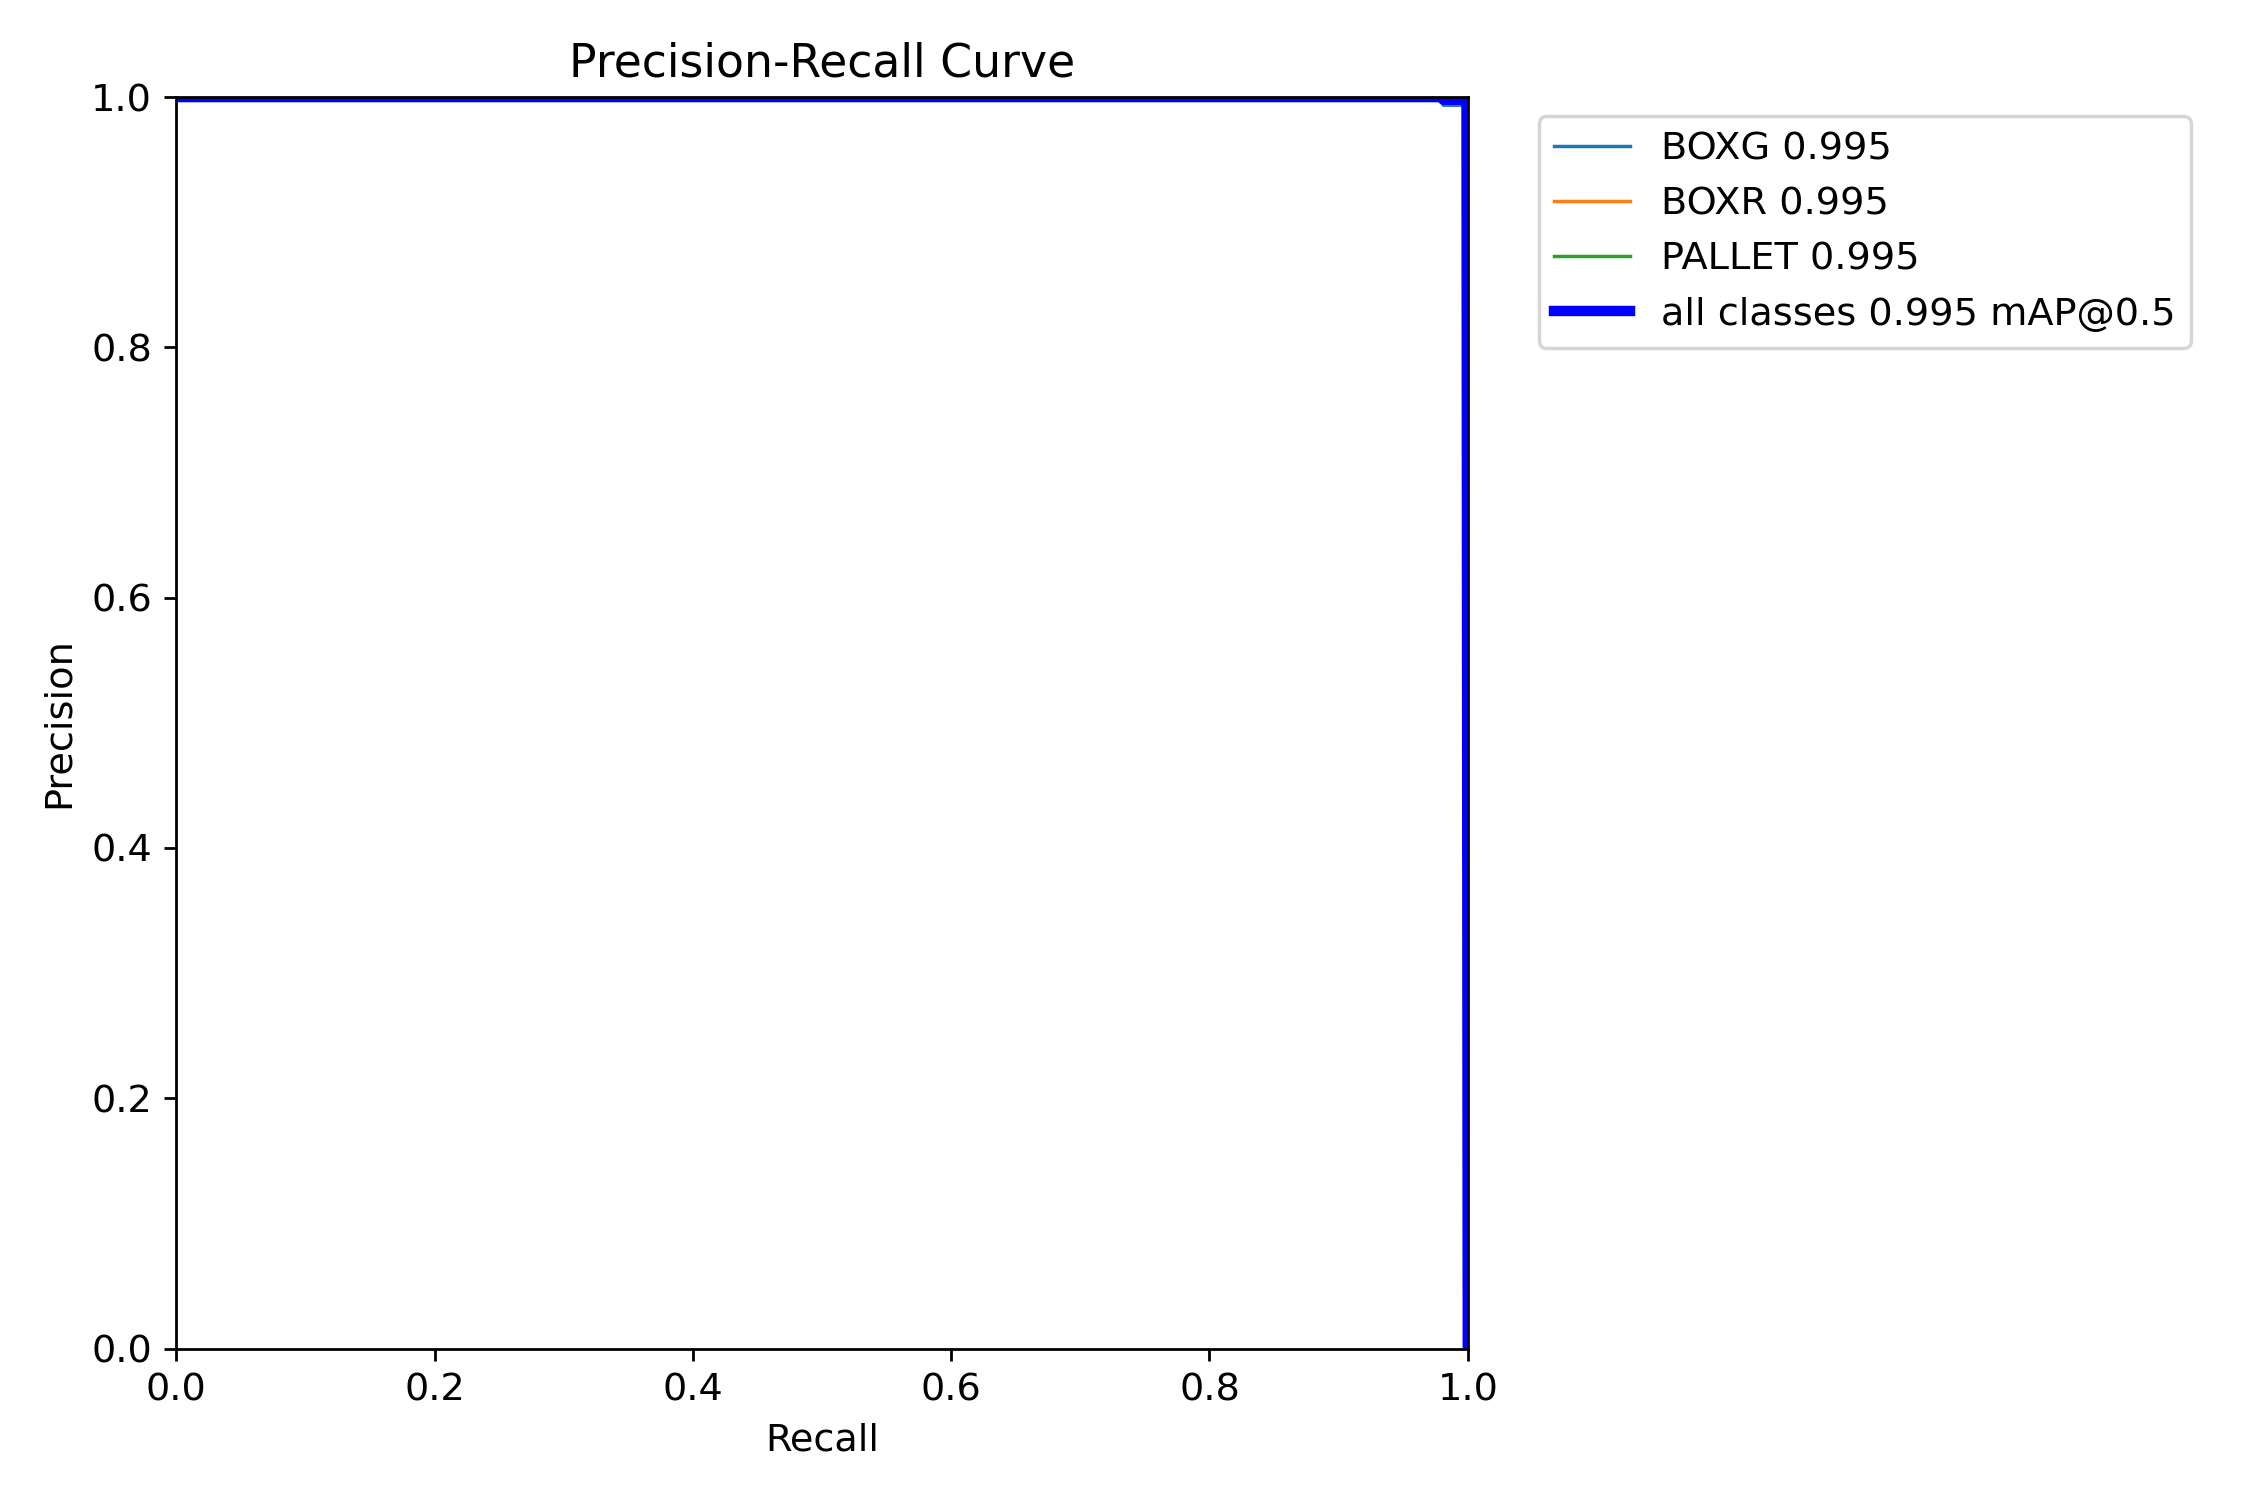 Precision-Recall Curve
1.0
0.8
0.6
0.4
0.2
0.0
Precision
0.0 0.2 0.4 0.6 0.8 1.0
Recall
BOXG 0.995
BOXR 0.995
PALLET 0.995
all classes 0.995 mAP@0.5